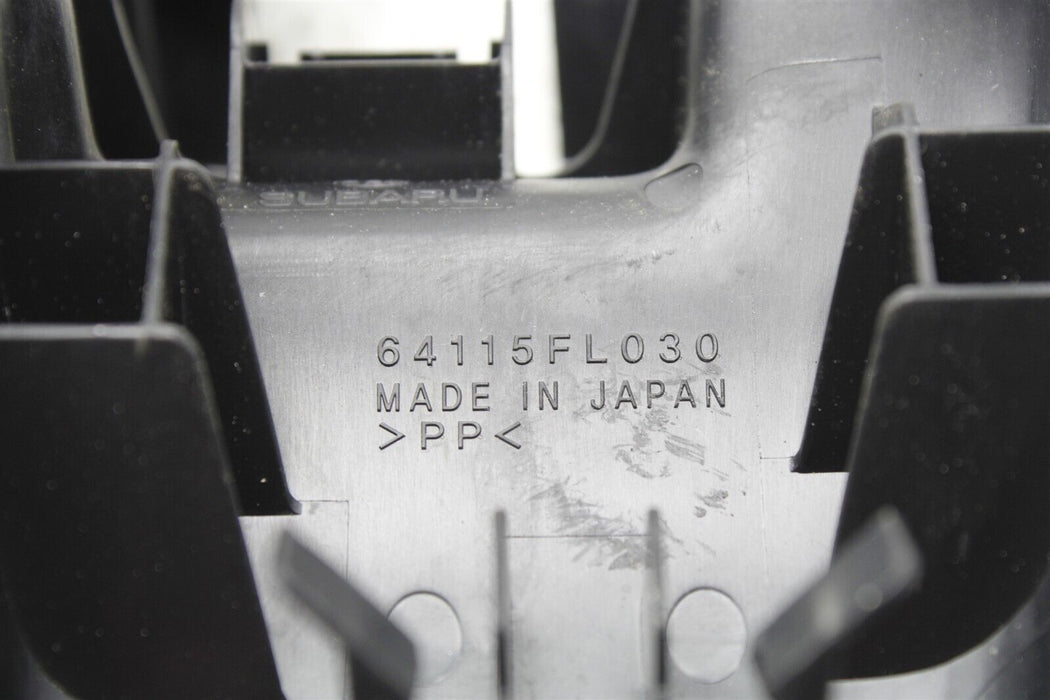 SUBARU
64115FL030
MADE IN JAPAN
>PP<